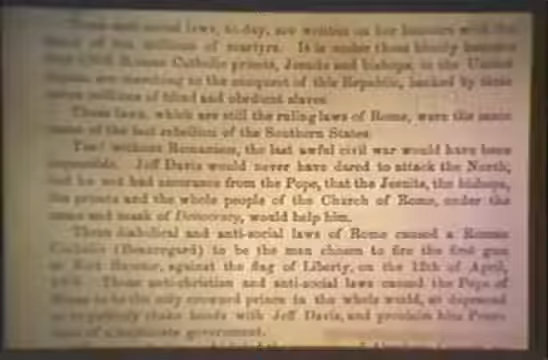 laws, to-day, are written on her banners with the
of ten millions of martyrs. It is under those bloody banners
Roman Catholic priests, Jesuits and bishops, in the United
are marching to the conquest of this Republic, backed by their
millions of blind and obedient slaves.
Those laws, which are still the ruling laws of Rome, were the main
cause of the last rebellion of the Southern States.
Yes! without Romanism, the last awful civil war would have been
impossible. Jeff Davis would never have dared to attack the North,
had he not had assurance from the Pope, that the Jesuits, the bishops,
the priests and the whole people of the Church of Rome, under the
name and mask of Democracy, would help him.
These diabolical and anti-social laws of Rome caused a Roman
Catholic (Beauregard) to be the man chosen to fire the first gun
at Fort Sumter, against the flag of Liberty, on the 12th of April,
Those anti-christian and anti-social laws caused the Pope of
Rome to be the only crowned prince in the whole world, so depraved
as to publicly shake hands with Jeff Davis, and proclaim him
of a legitimate government.